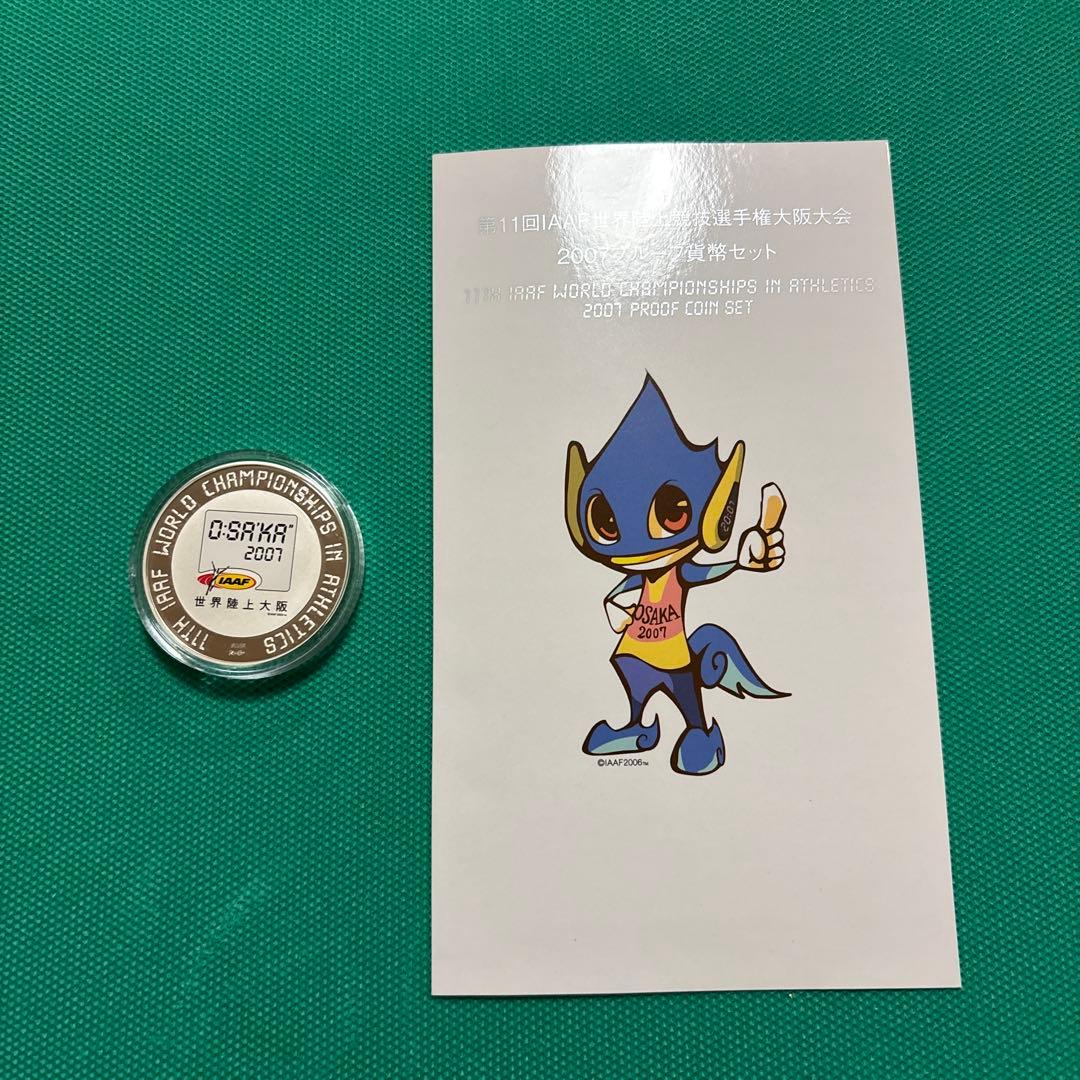 第11回IAAF世界陸上競技選手権大阪大会
2007プルーフ貨幣セット
11TH IAAF WORLD CHAMPIONSHIPS IN ATHLETICS
2007 PROOF COIN SET
20:07
OSAKA
2007
©IAAF2006™
11TH IAAF WORLD CHAMPIONSHIPS IN ATHLETICS
O:SA'KA"
2007
IAAF
世界陸上大阪